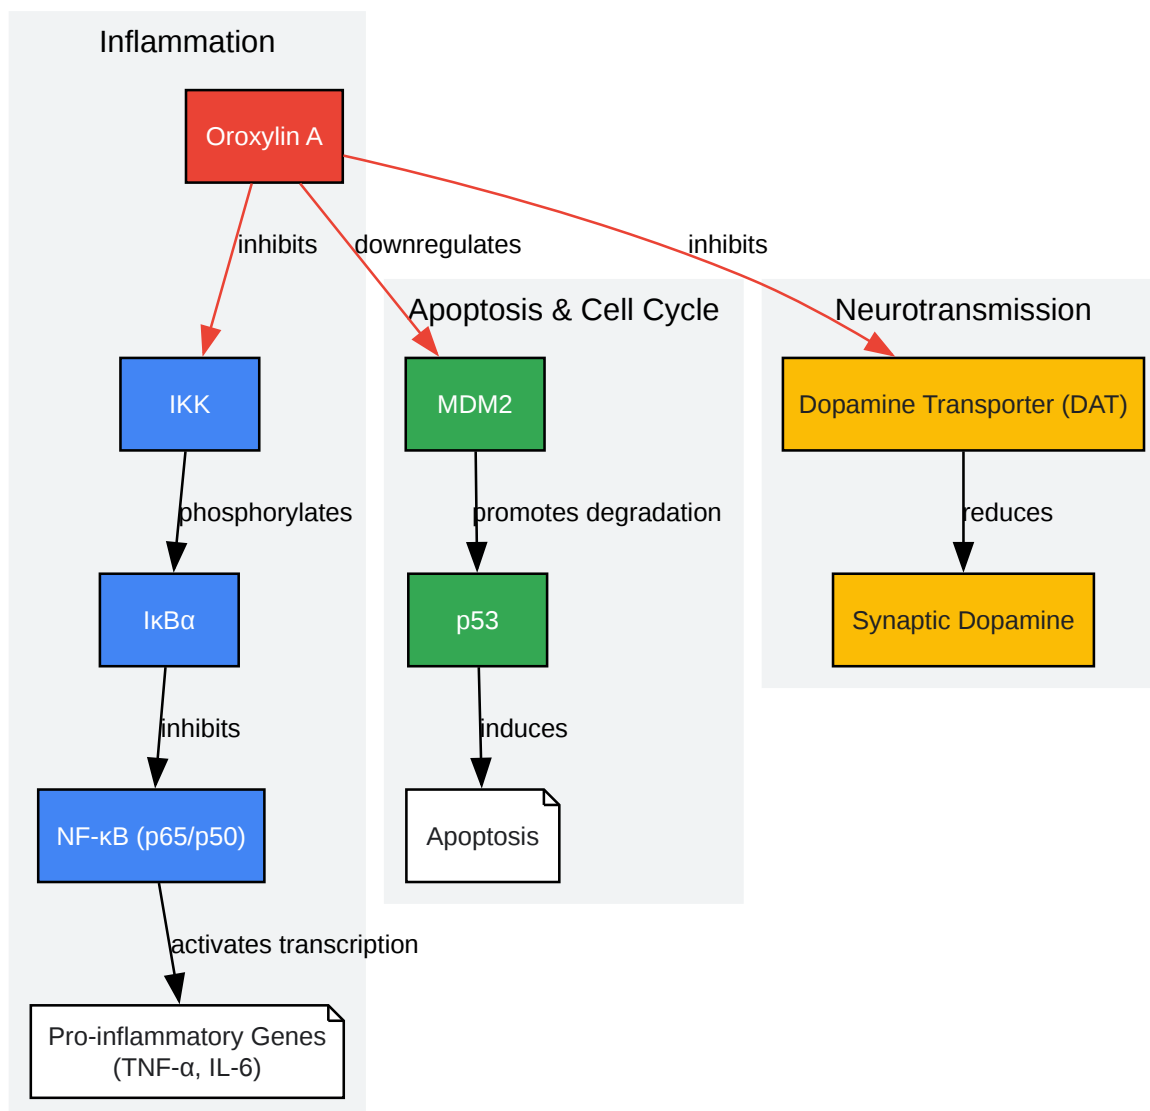 Inflammation
Oroxylin A
inhibits
downregulates
inhibits
Apoptosis & Cell Cycle
Neurotransmission
IKK
MDM2
Dopamine Transporter (DAT)
phosphorylates
promotes degradation
reduces
IκBα
p53
Synaptic Dopamine
inhibits
induces
NF-κB (p65/p50)
Apoptosis
activates transcription
Pro-inflammatory Genes
(TNF-α, IL-6)